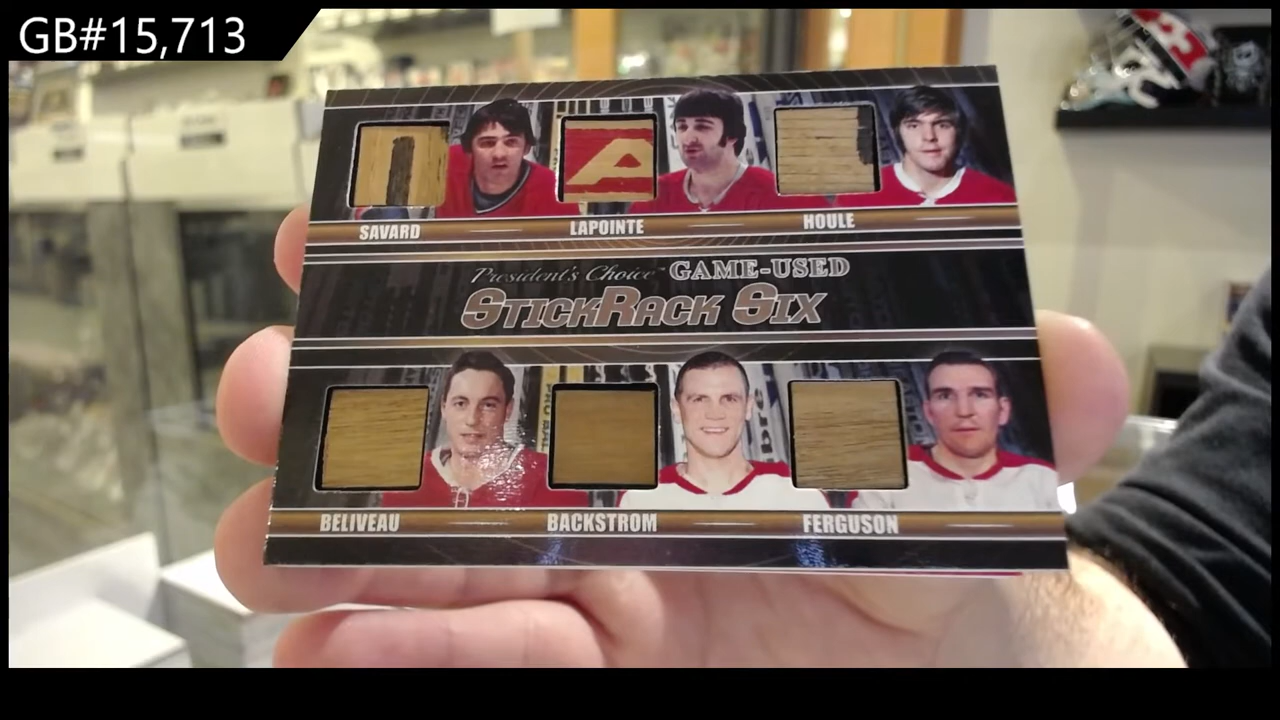 GB#15,713
SAVARD LAPOINTE HOULE
President's Choice GAME-USED
STICKRACK SIX
BELIVEAU BACKSTROM FERGUSON